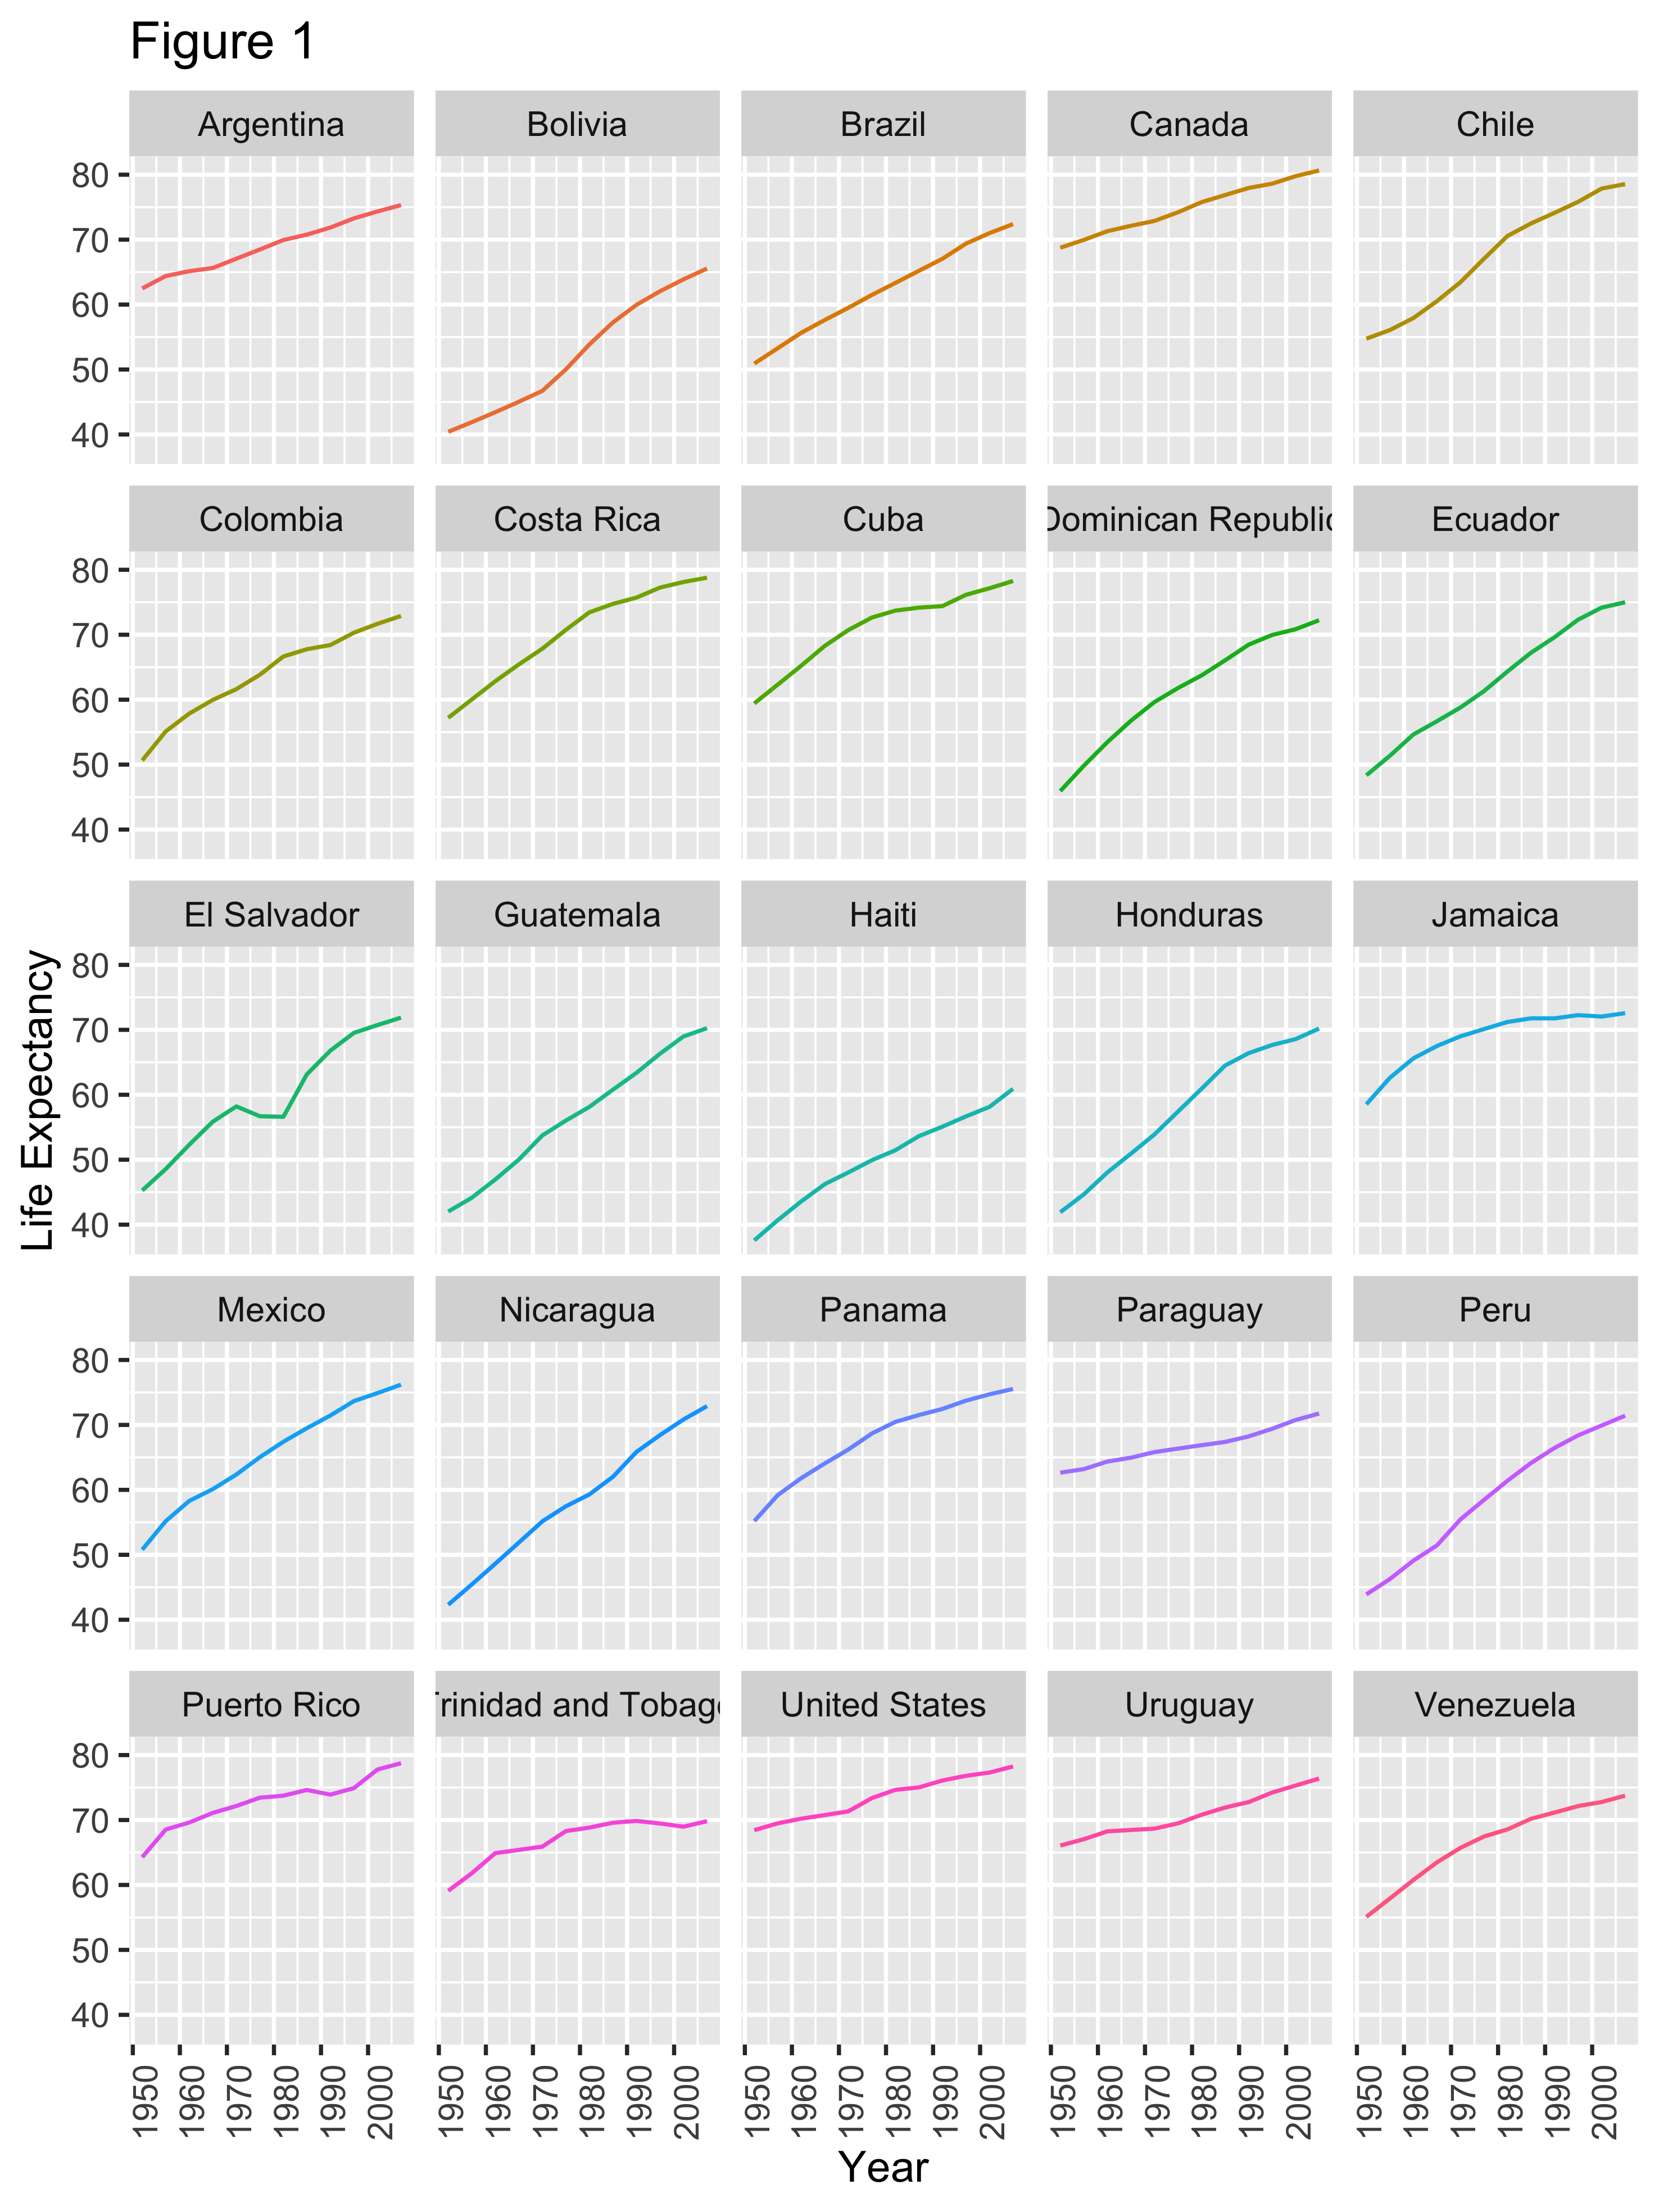 Figure 1
Argentina Bolivia Brazil Canada Chile
80
70
60
50
40
Colombia Costa Rica Cuba Dominican Republic Ecuador
80
70
60
50
40
El Salvador Guatemala Haiti Honduras Jamaica
80
70
60
50
40
Mexico Nicaragua Panama Paraguay Peru
80
70
60
50
40
Puerto Rico Trinidad and Tobago United States Uruguay Venezuela
80
70
60
50
40
Life Expectancy
1950 1960 1970 1980 1990 2000 1950 1960 1970 1980 1990 2000 1950 1960 1970 1980 1990 2000 1950 1960 1970 1980 1990 2000 1950 1960 1970 1980 1990 2000
Year